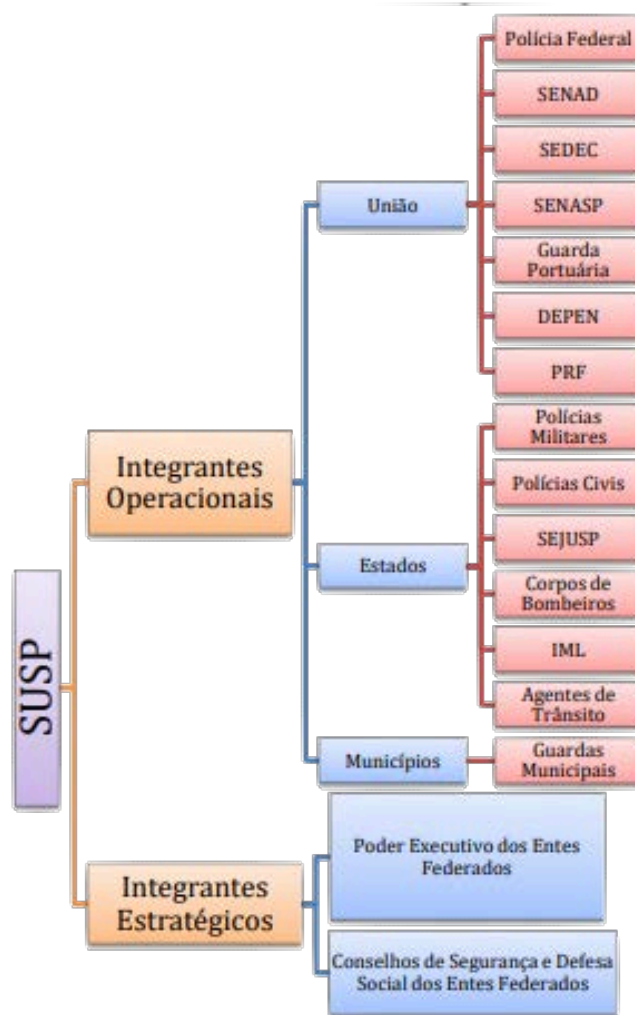 Polícia Federal
SENAD
SEDEC
União
SENASP
Guarda
Portuária
DEPEN
PRF
Integrantes
Operacionais
Polícias
Militares
Polícias Civis
SEJUSP
Estados
Corpos de
Bombeiros
IML
Agentes de
Trânsito
SUSP
Municípios
Guardas
Municipais
Integrantes
Estratégicos
Poder Executivo dos Entes
Federados
Conselhos de Segurança e Defesa
Social dos Entes Federados